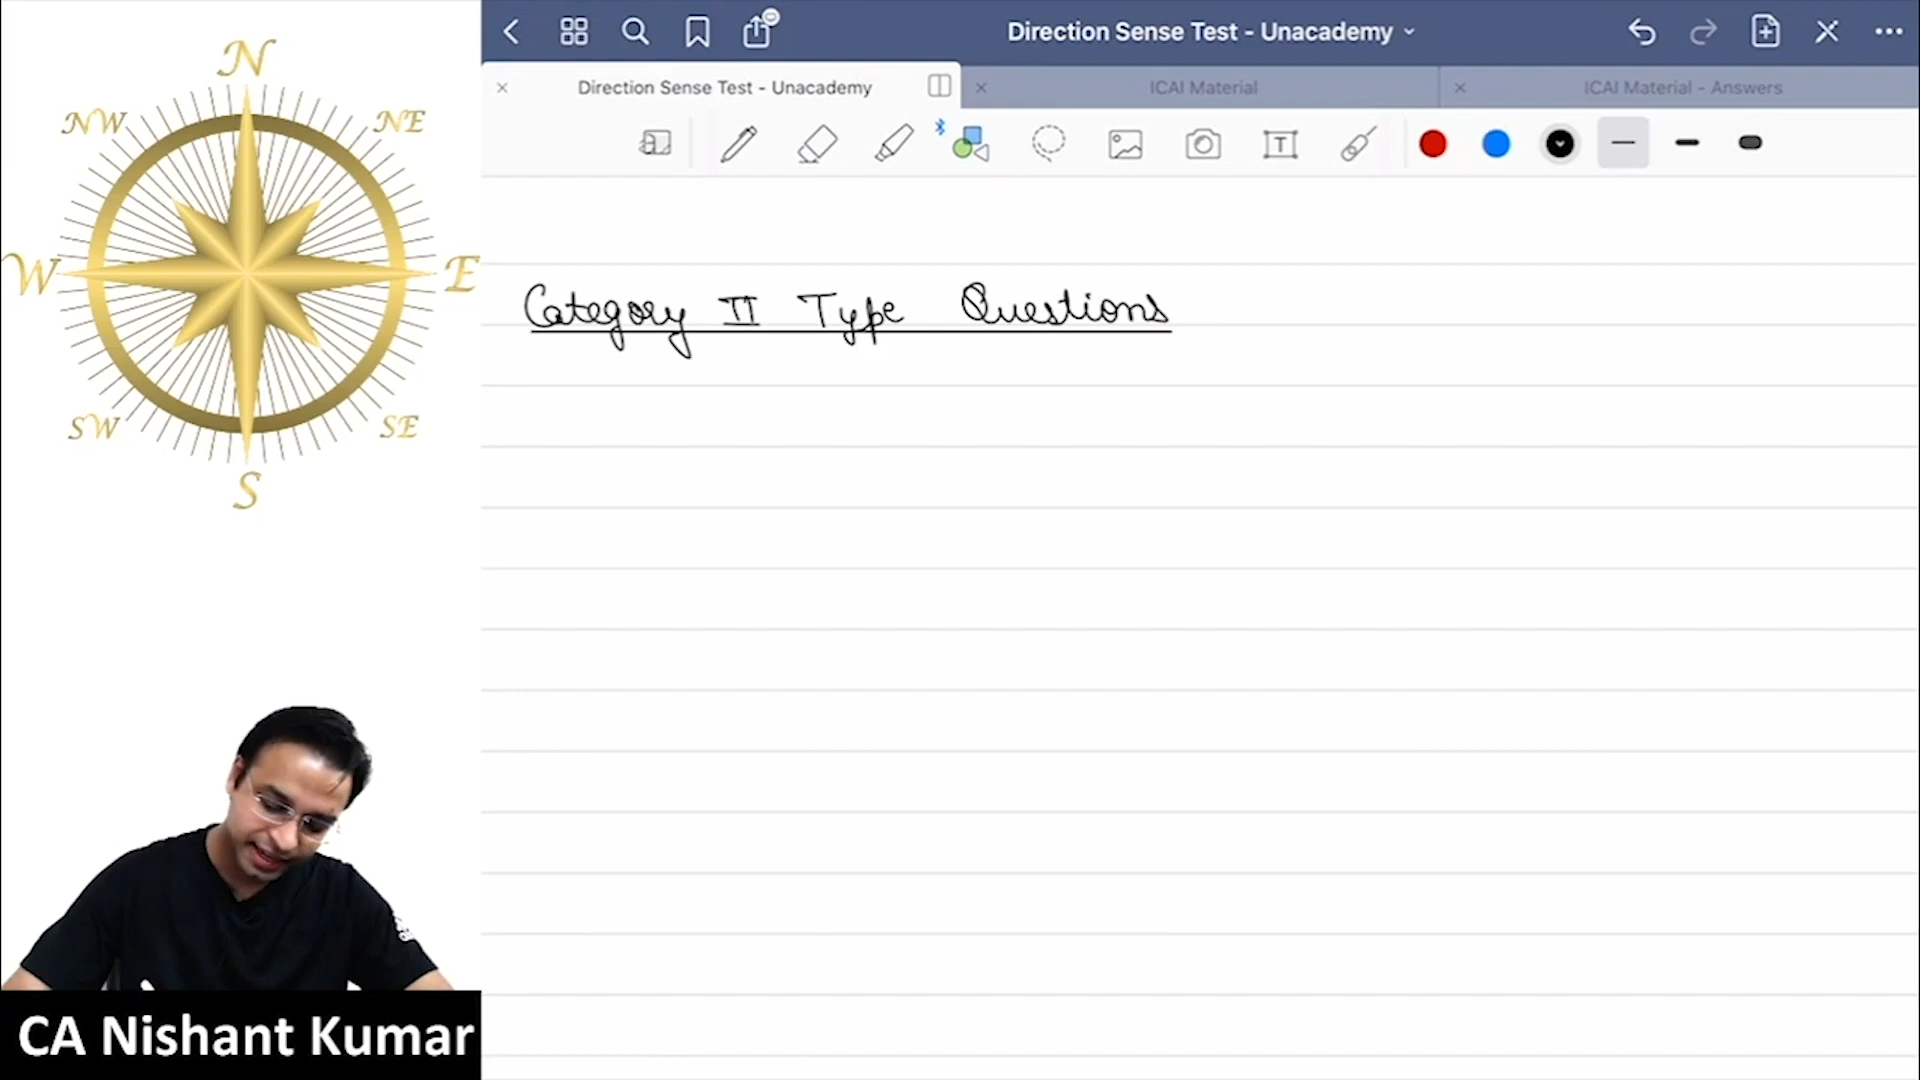 Direction Sense Test - Unacademy
Direction Sense Test - Unacademy
ICAI Material
ICAI Material - Answers
T
N
NW
NE
W
E
SW
SE
S
Category II Type Questions
CA Nishant Kumar